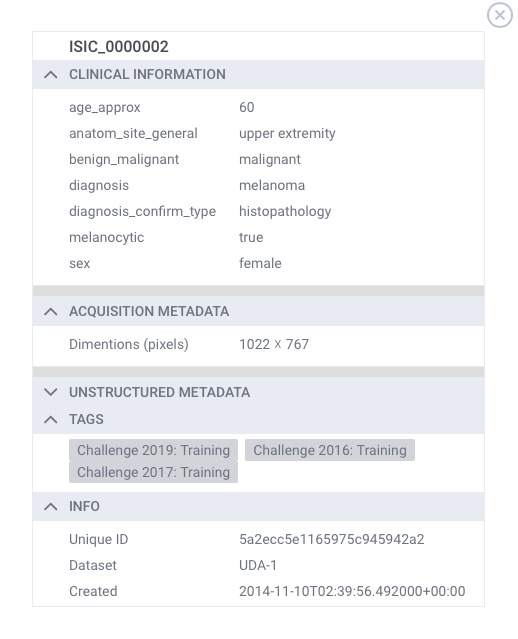 ISIC_0000002
CLINICAL INFORMATION
age_approx 60
anatom_site_general upper extremity
benign_malignant malignant
diagnosis melanoma
diagnosis_confirm_type histopathology
melanocytic true
sex female
ACQUISITION METADATA
Dimentions (pixels) 1022 × 767
UNSTRUCTURED METADATA
TAGS
Challenge 2019: Training Challenge 2016: Training
Challenge 2017: Training
INFO
Unique ID 5a2ecc5e1165975c945942a2
Dataset UDA-1
Created 2014-11-10T02:39:56.492000+00:00